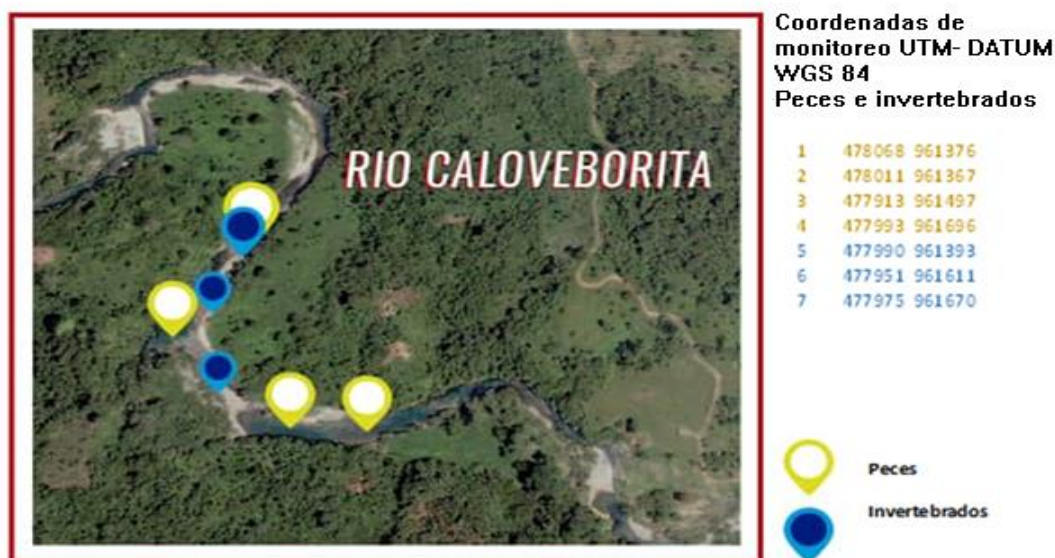 RIO CALOVEBORITA
Coordenadas de
monitoreo UTM- DATUM
WGS 84
Peces e invertebrados
1 478068 961376
2 478011 961367
3 477913 961497
4 477993 961696
5 477990 961393
6 477951 961611
7 477975 961670
Peces
Invertebrados